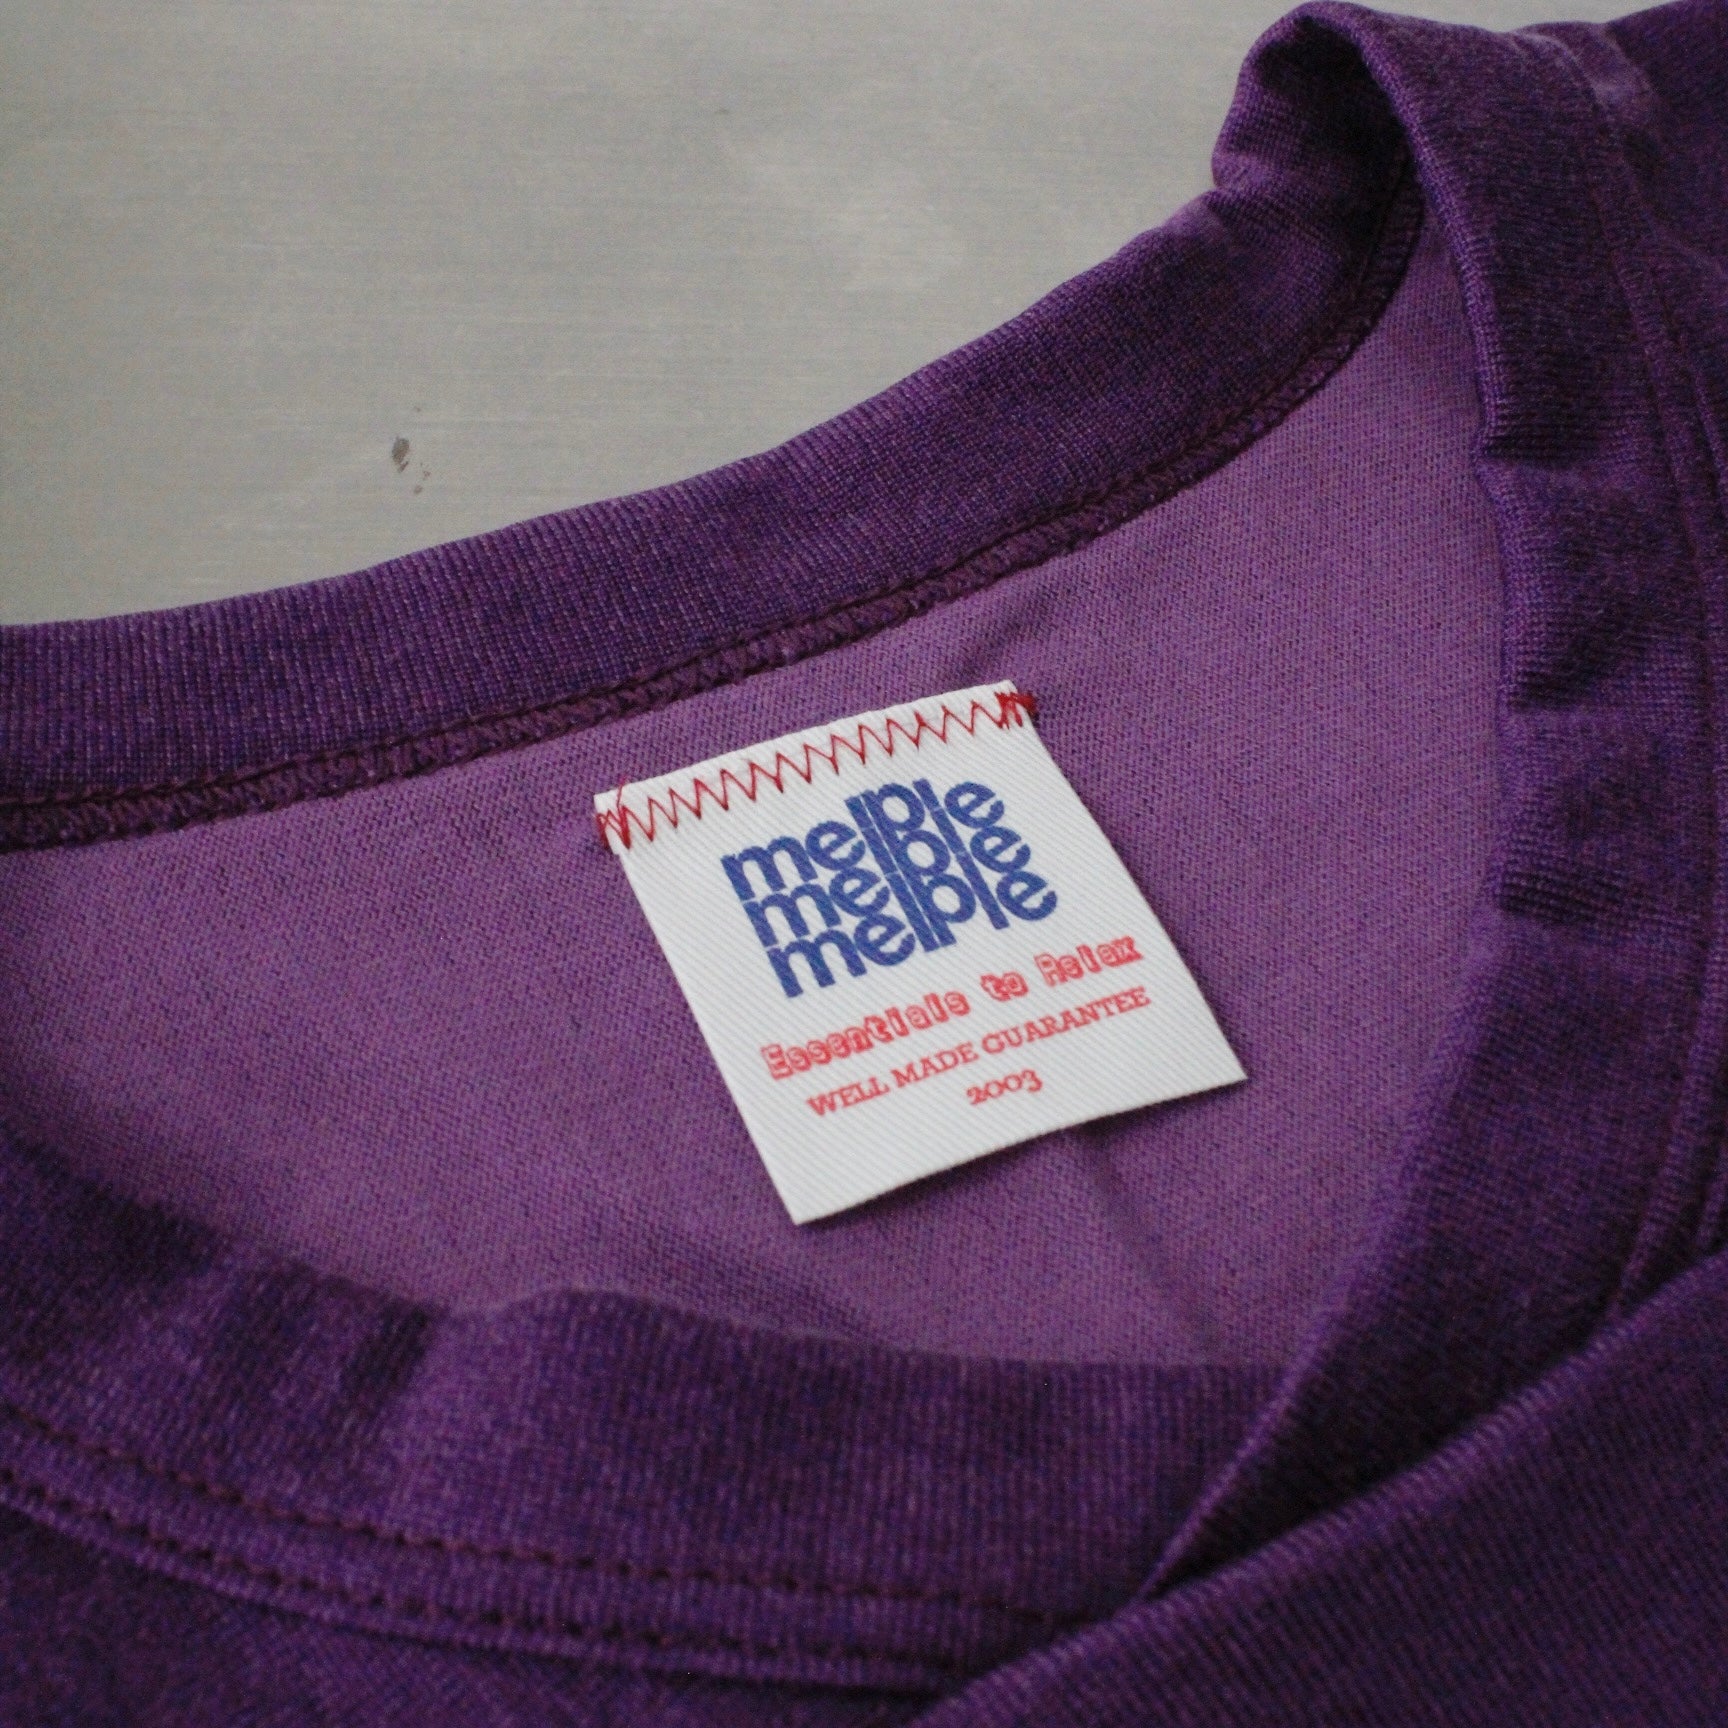 melple
melple
melple
Essentials to Relax
WELL MADE GUARANTEE
2003